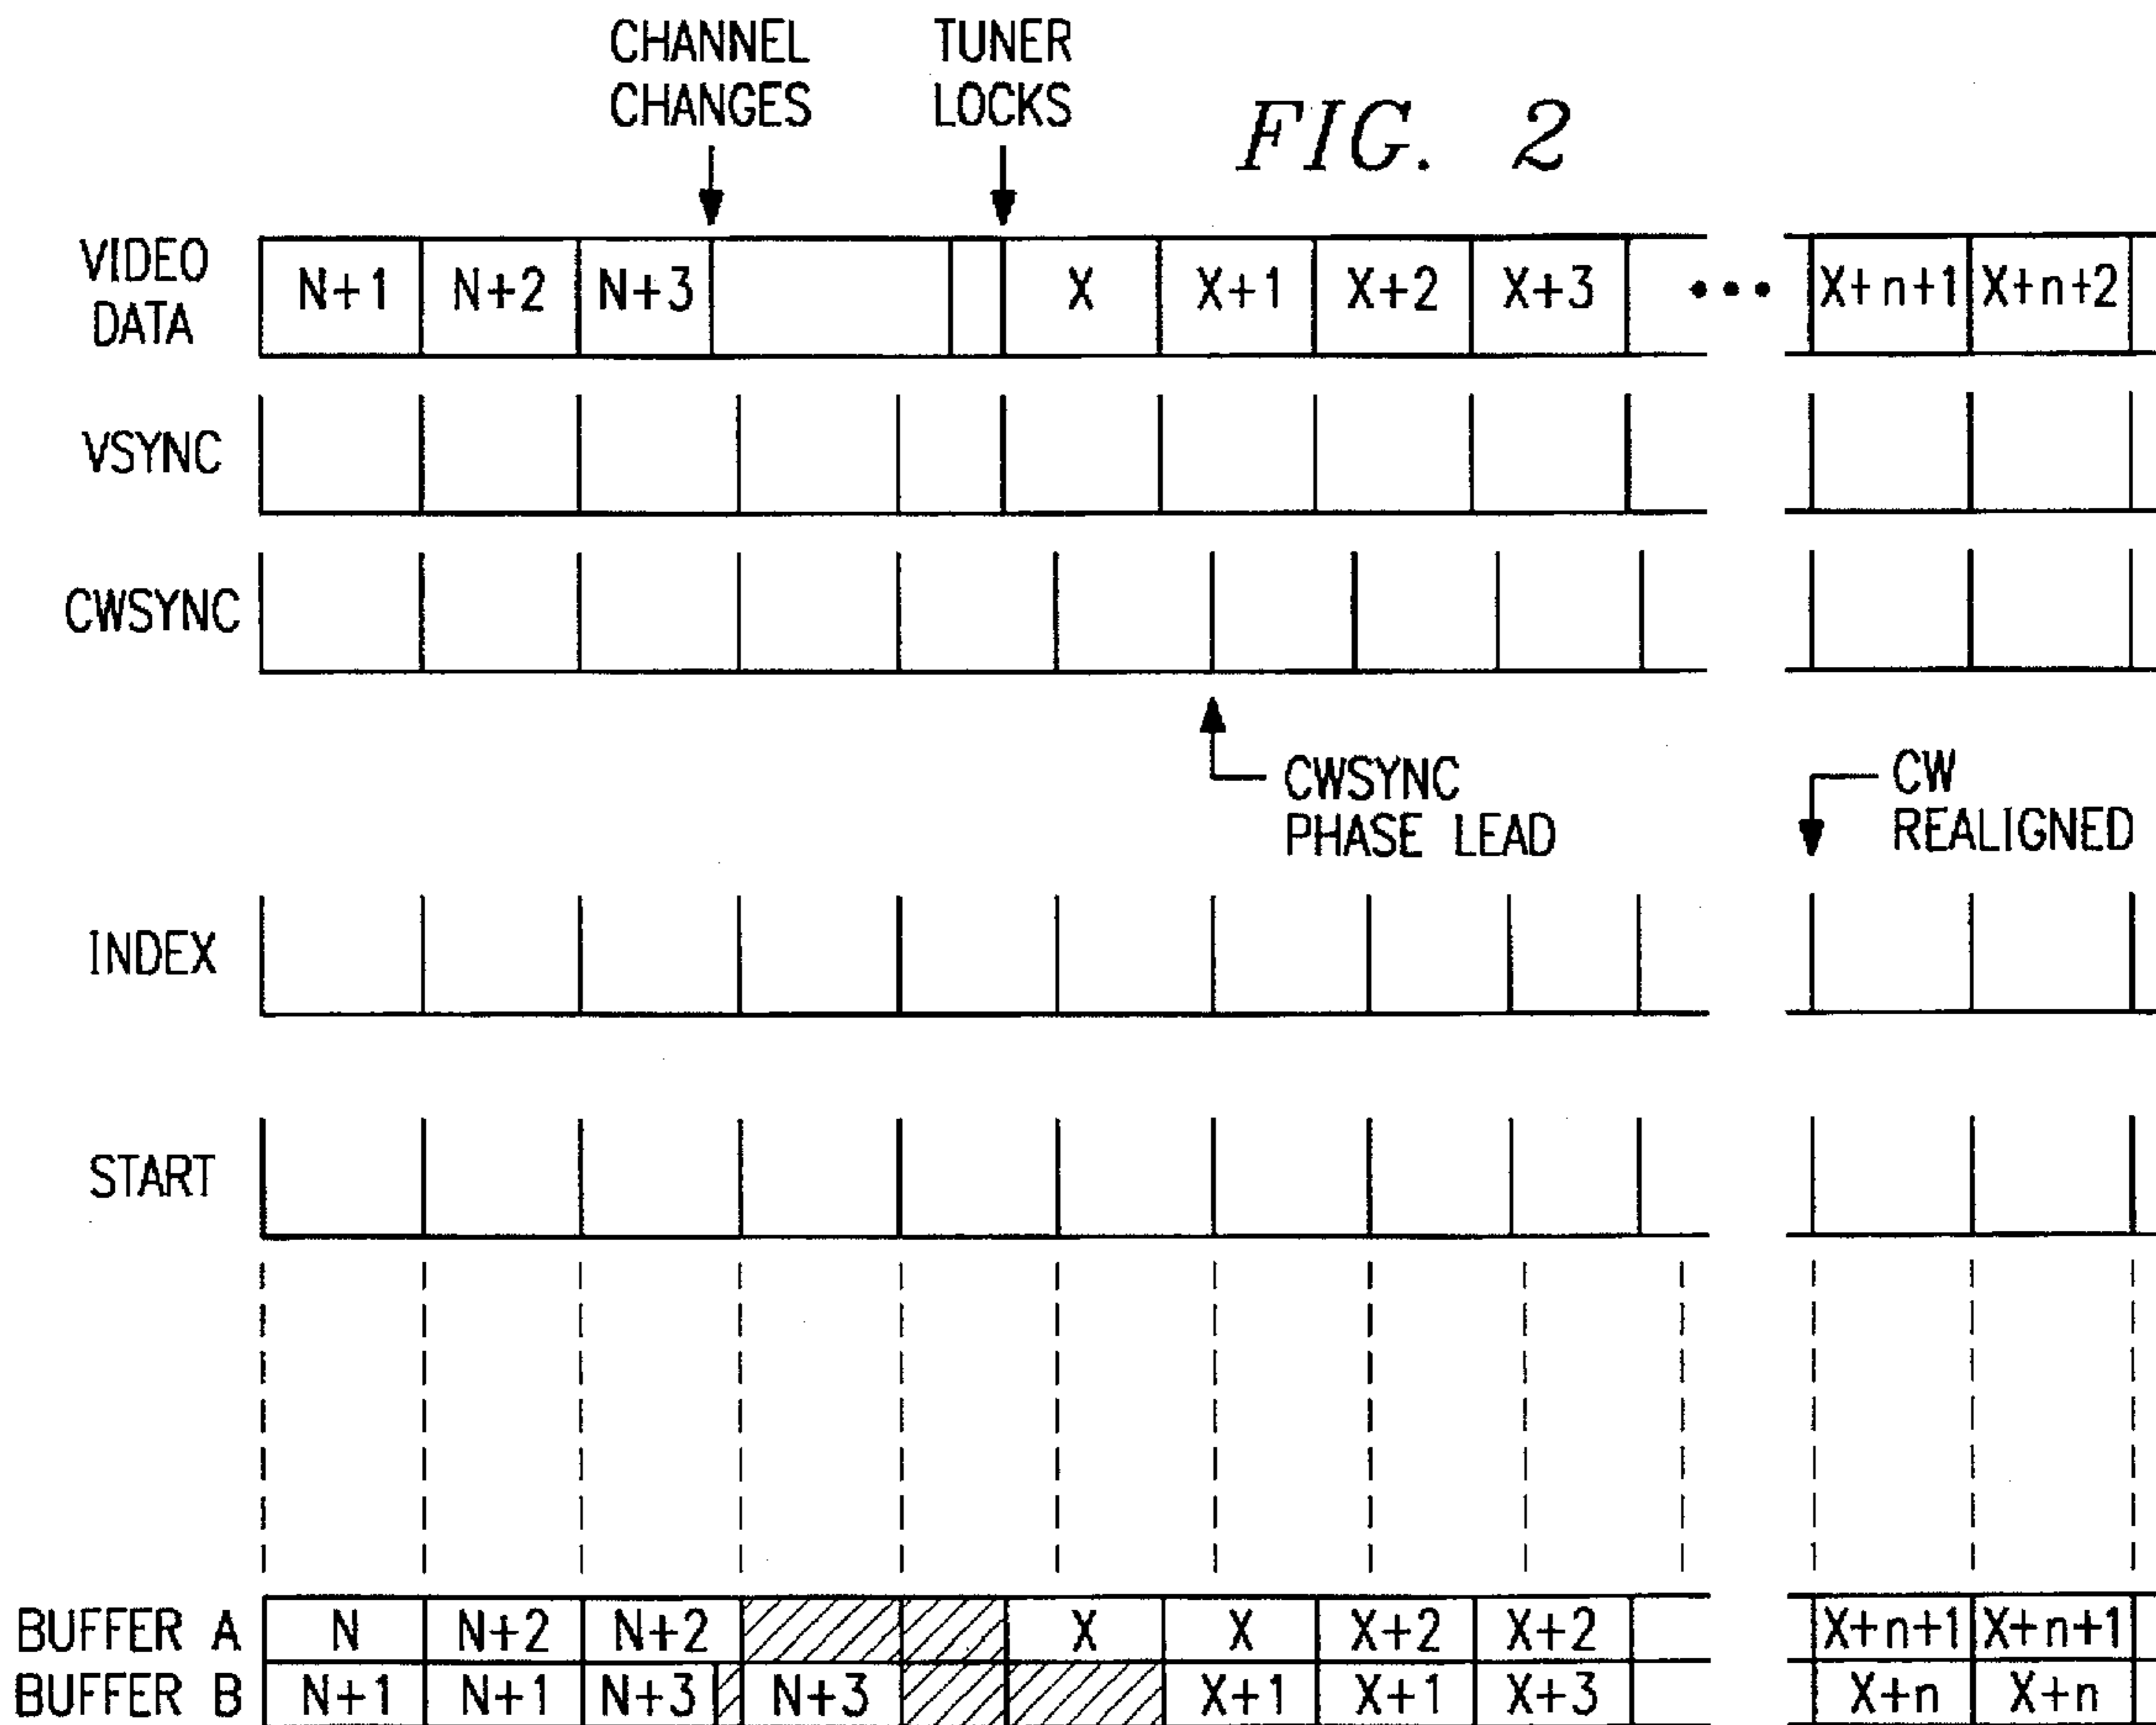 CHANNEL
CHANGES
TUNER
LOCKS
FIG. 2
VIDEO
DATA
N+1 N+2 N+3 X X+1 X+2 X+3 ••• X+n+1 X+n+2
VSYNC
CWSYNC
CWSYNC
PHASE LEAD
CW
REALIGNED
INDEX
START
BUFFER A N N+2 N+2 X X X+2 X+2 X+n+1 X+n+1
BUFFER B N+1 N+1 N+3 N+3 X+1 X+1 X+3 X+n X+n